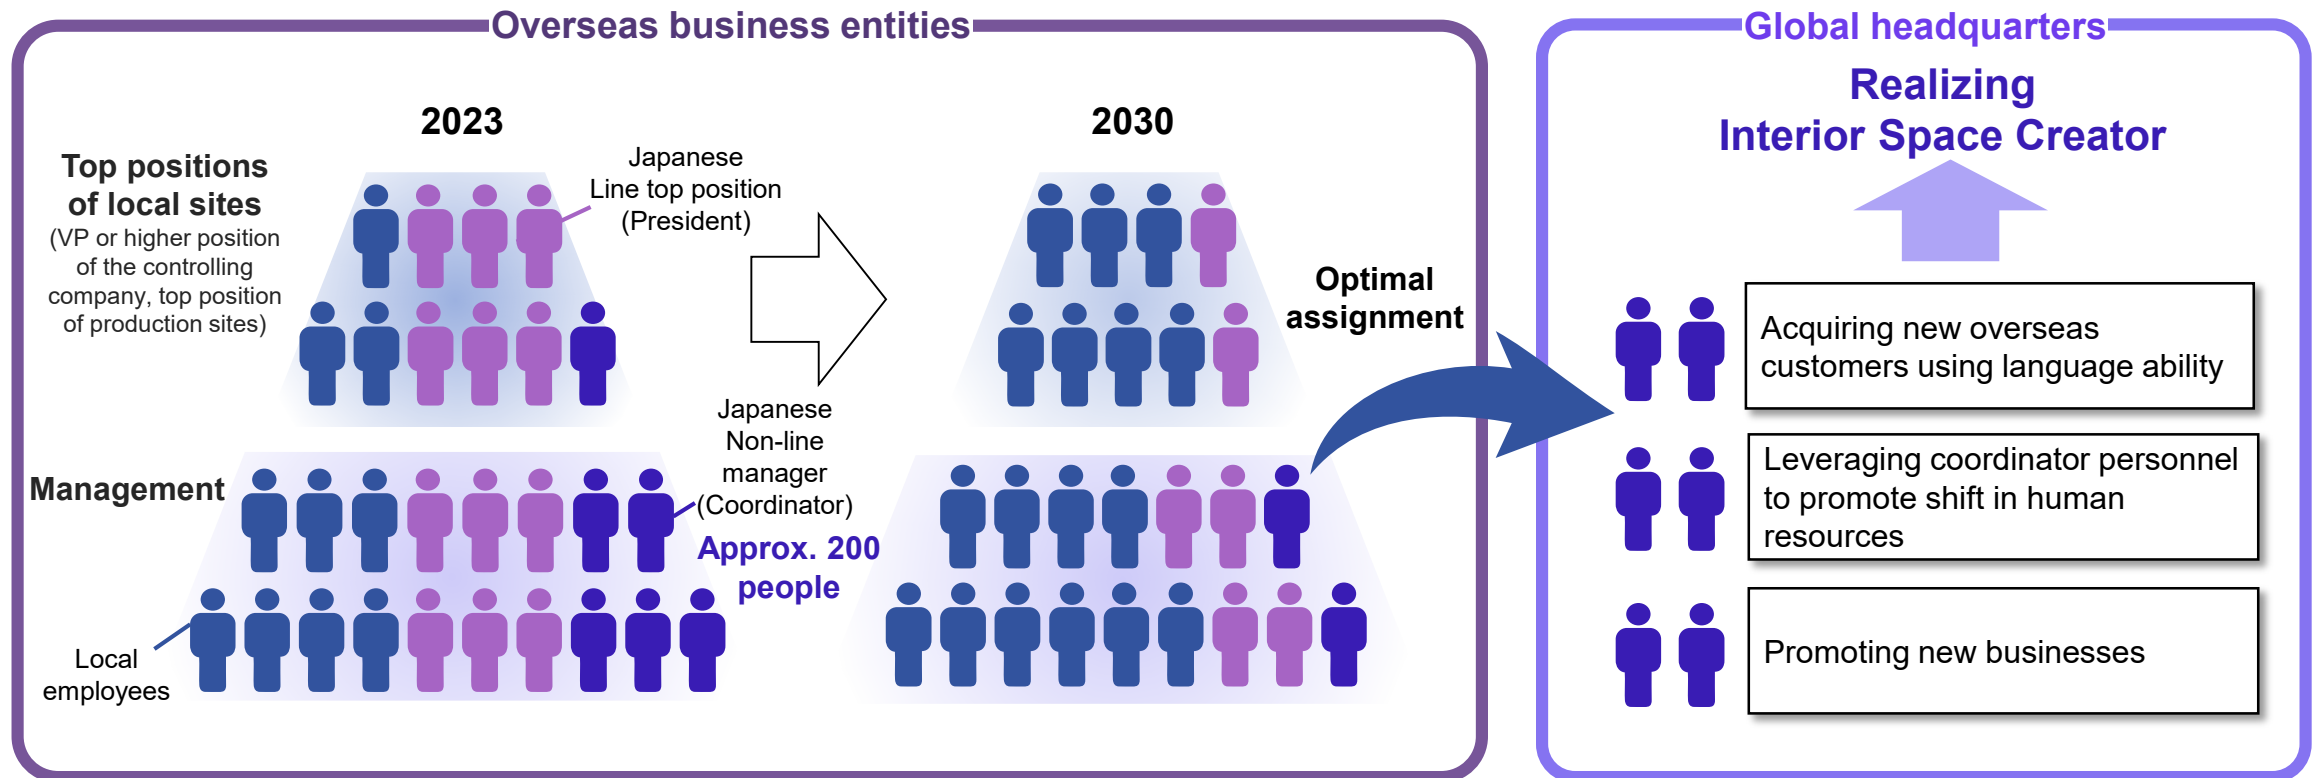 Overseas business entities
2023
Top positions
of local sites
(VP or higher position
of the controlling
company, top position
of production sites)
Japanese
Line top position
(President)
Management
Japanese
Non-line
manager
(Coordinator)
Approx. 200
people
Local
employees
2030
Optimal
assignment
Global headquarters
Realizing
Interior Space Creator
Acquiring new overseas
customers using language ability
Leveraging coordinator personnel
to promote shift in human
resources
Promoting new businesses